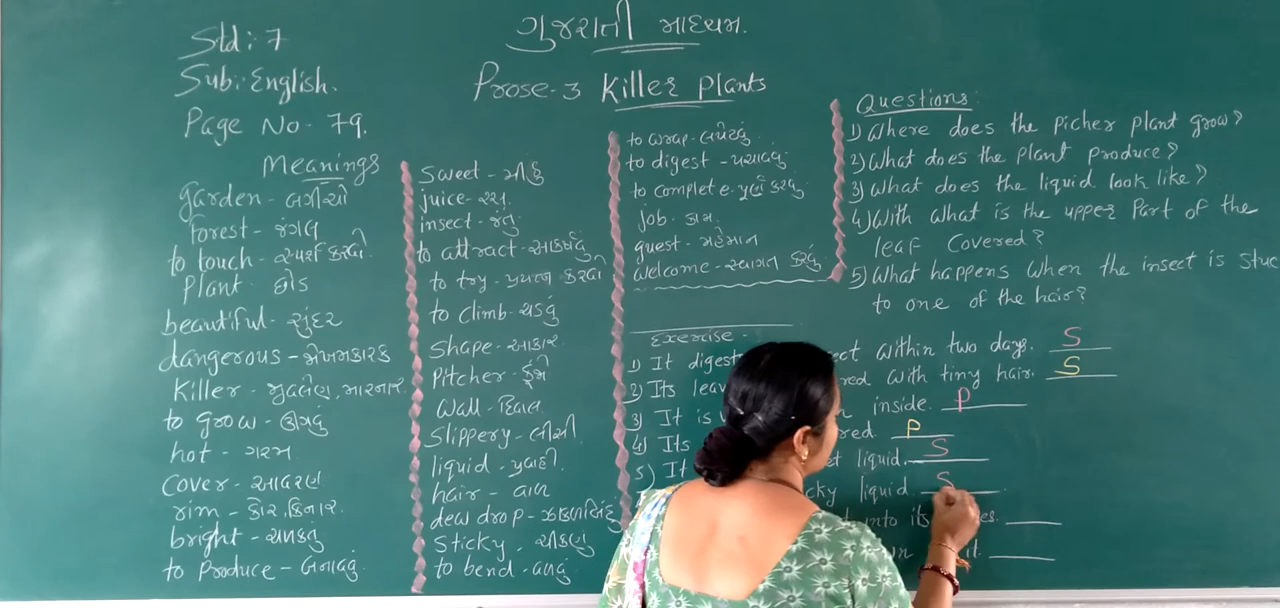 ગુજરાતી માધ્યમ.
Std : 7
Sub : English.
Page No - 79.
Prose - 3 Killer Plants
Meanings
garden - બગીચો
forest - જંગલ
to touch - સ્પર્શ કરવો.
Plant - છોડ
beautiful - સુંદર
dangerous - જોખમકારક
Killer - મારનાર
to grow - ઊગવું
hot - ગરમ
cover - આવરણ
rim - કોર, કિનાર
bright - ચળકતું
to Produce - બનાવવું
Sweet - મીઠું
juice - રસ
insect - જંતુ
to attract - આકર્ષવું
to try - પ્રયત્ન કરવો
to climb - ચડવું
Shape - આકાર
Pitcher - કૂંજો
Wall - દિવાલ
Slippery - લીસી
liquid - પ્રવાહી.
hair - વાળ
dew drop - ઝાકળબિંદુ
Sticky - ચીકણું
to bend - વાળવું
to wrap - લપેટવું.
to digest - પચાવવું
to complete - પૂર્ણ કરવું
job - કામ
guest - મહેમાન
welcome - સ્વાગત કરવું
Questions :
1) Where does the picher plant grow?
2) What does the plant produce?
3) What does the liquid look like?
4) With what is the upper Part of the
leaf Covered?
5) What happens when the insect is Stuc
to one of the hair?
Exercise -
1) It digest within two days. S
2) Its with tiny hair. S
3) It is inside. P
4) Its P
5) It liquid. S
liquid S
into its
it.